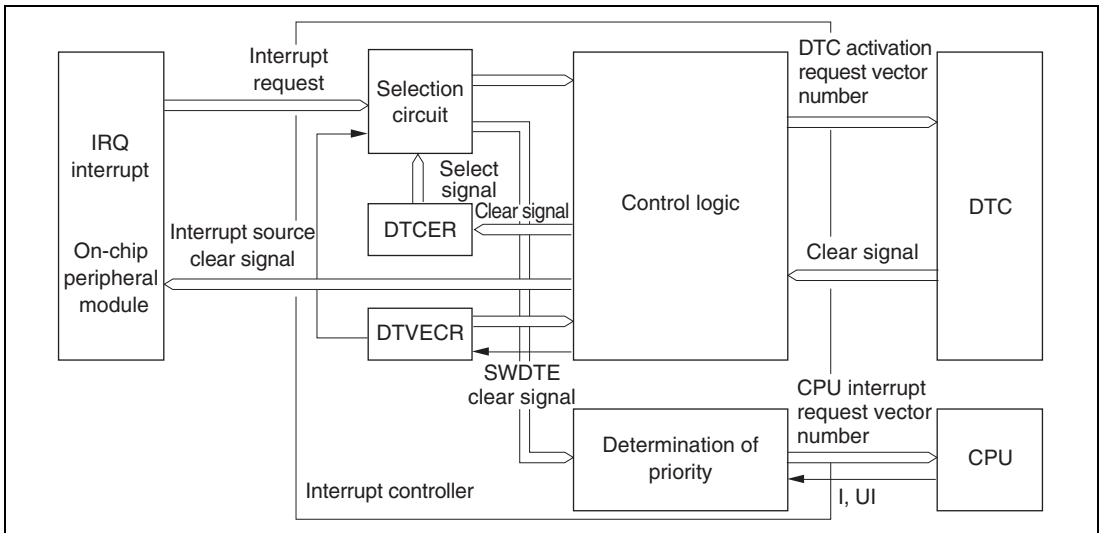 IRQ
interrupt
On-chip
peripheral
module
Interrupt
request
Selection
circuit
Select
signal
DTCER
Clear signal
Interrupt source
clear signal
DTVECR
SWDTE
clear signal
Control logic
DTC activation
request vector
number
DTC
Clear signal
Determination of
priority
CPU interrupt
request vector
number
CPU
I, UI
Interrupt controller